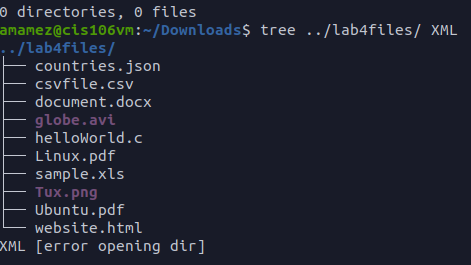 0 directories, 0 files
amamez@cis106vm:~/Downloads$ tree ../lab4files/ XML
../lab4files/
├── countries.json
├── csvfile.csv
├── document.docx
├── globe.avi
├── helloWorld.c
├── Linux.pdf
├── sample.xls
├── Tux.png
├── Ubuntu.pdf
└── website.html
XML [error opening dir]